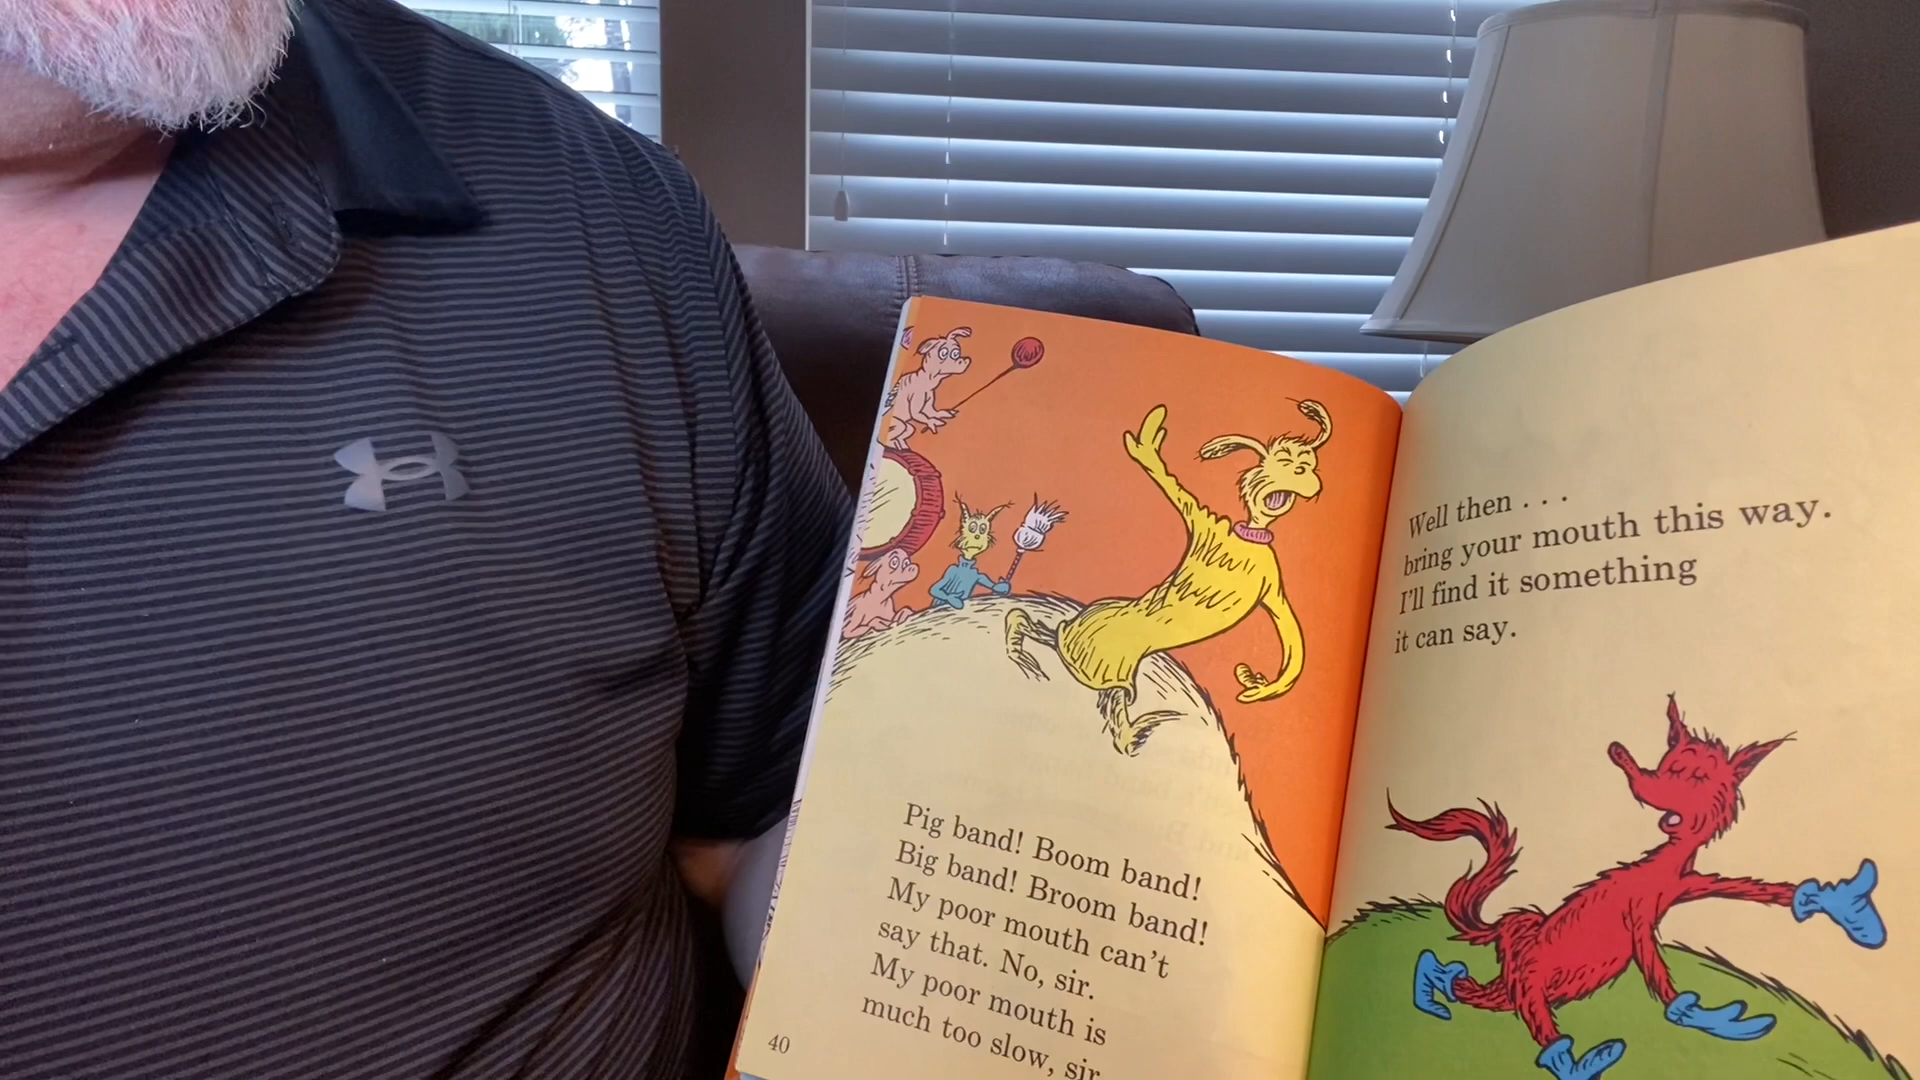 Pig band! Boom band!
Big band! Broom band!
My poor mouth can't
say that. No, sir.
My poor mouth is
much too slow, sir
40
Well then . . .
bring your mouth this way.
I'll find it something
it can say.